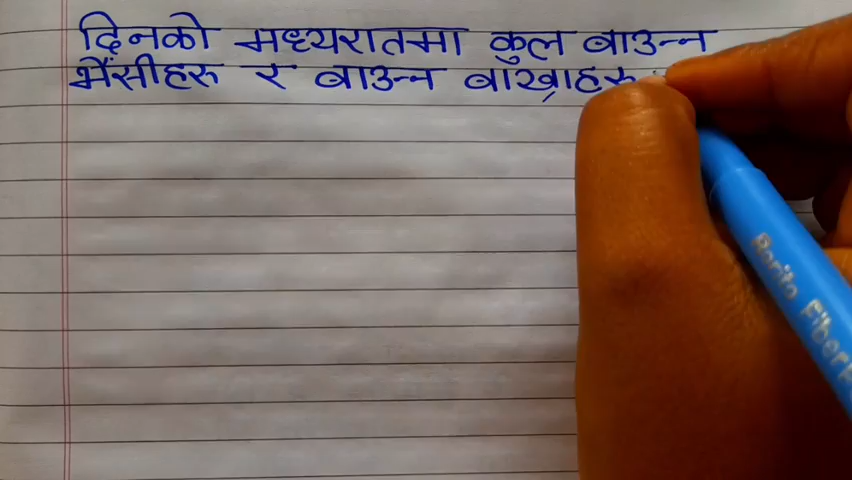 दिनको मध्यरातमा कुल बाउन्न
भैंसीहरु र बाउन्न बाख्राहरु